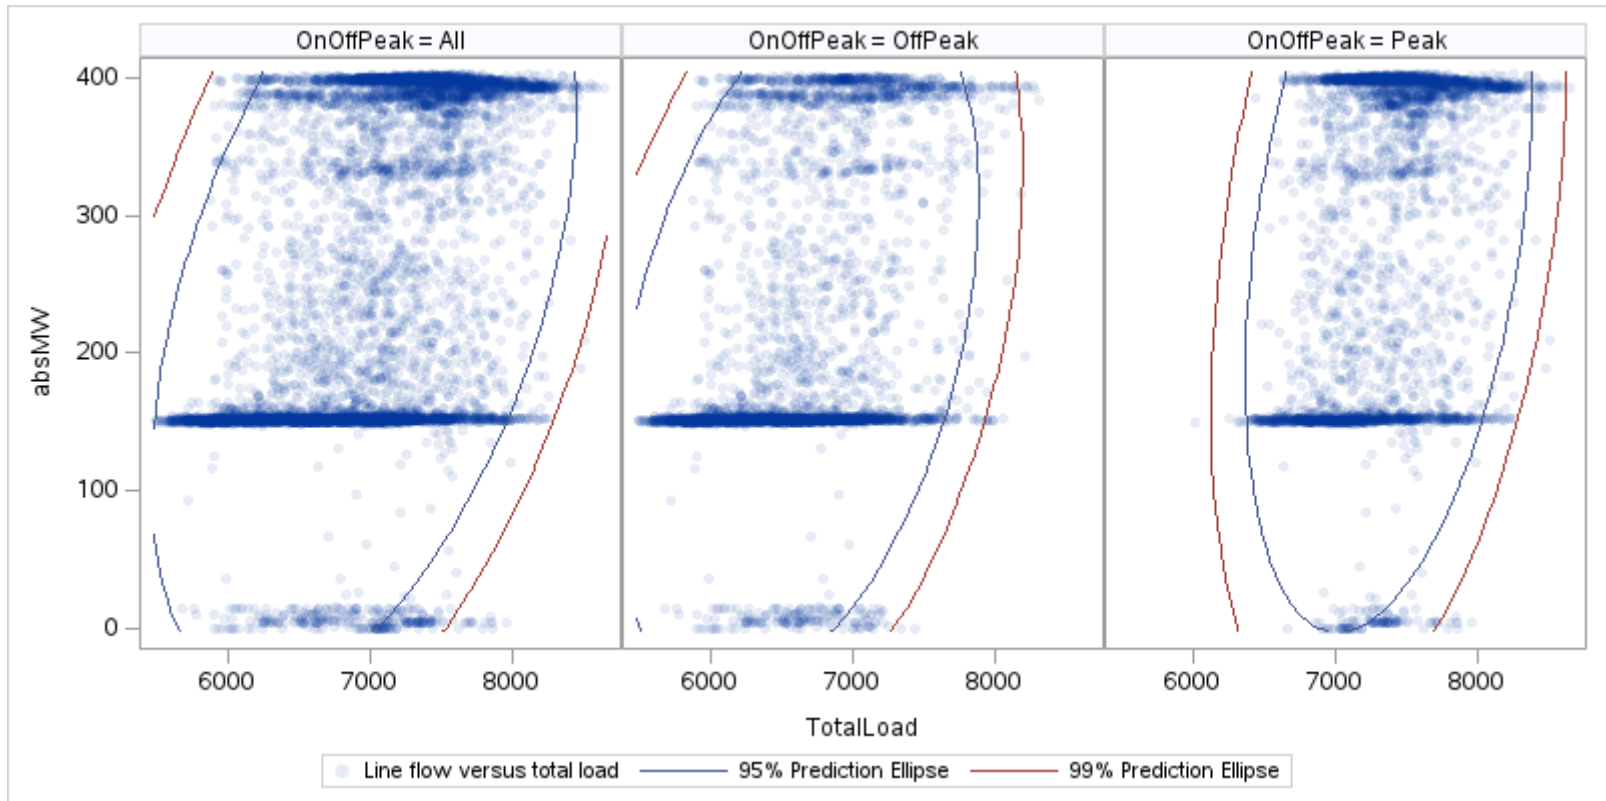 OnOffPeak = All
OnOffPeak = OffPeak
OnOffPeak = Peak
absMW
400
300
200
100
0
6000 7000 8000
6000 7000 8000
6000 7000 8000
TotalLoad
Line flow versus total load
95% Prediction Ellipse
99% Prediction Ellipse